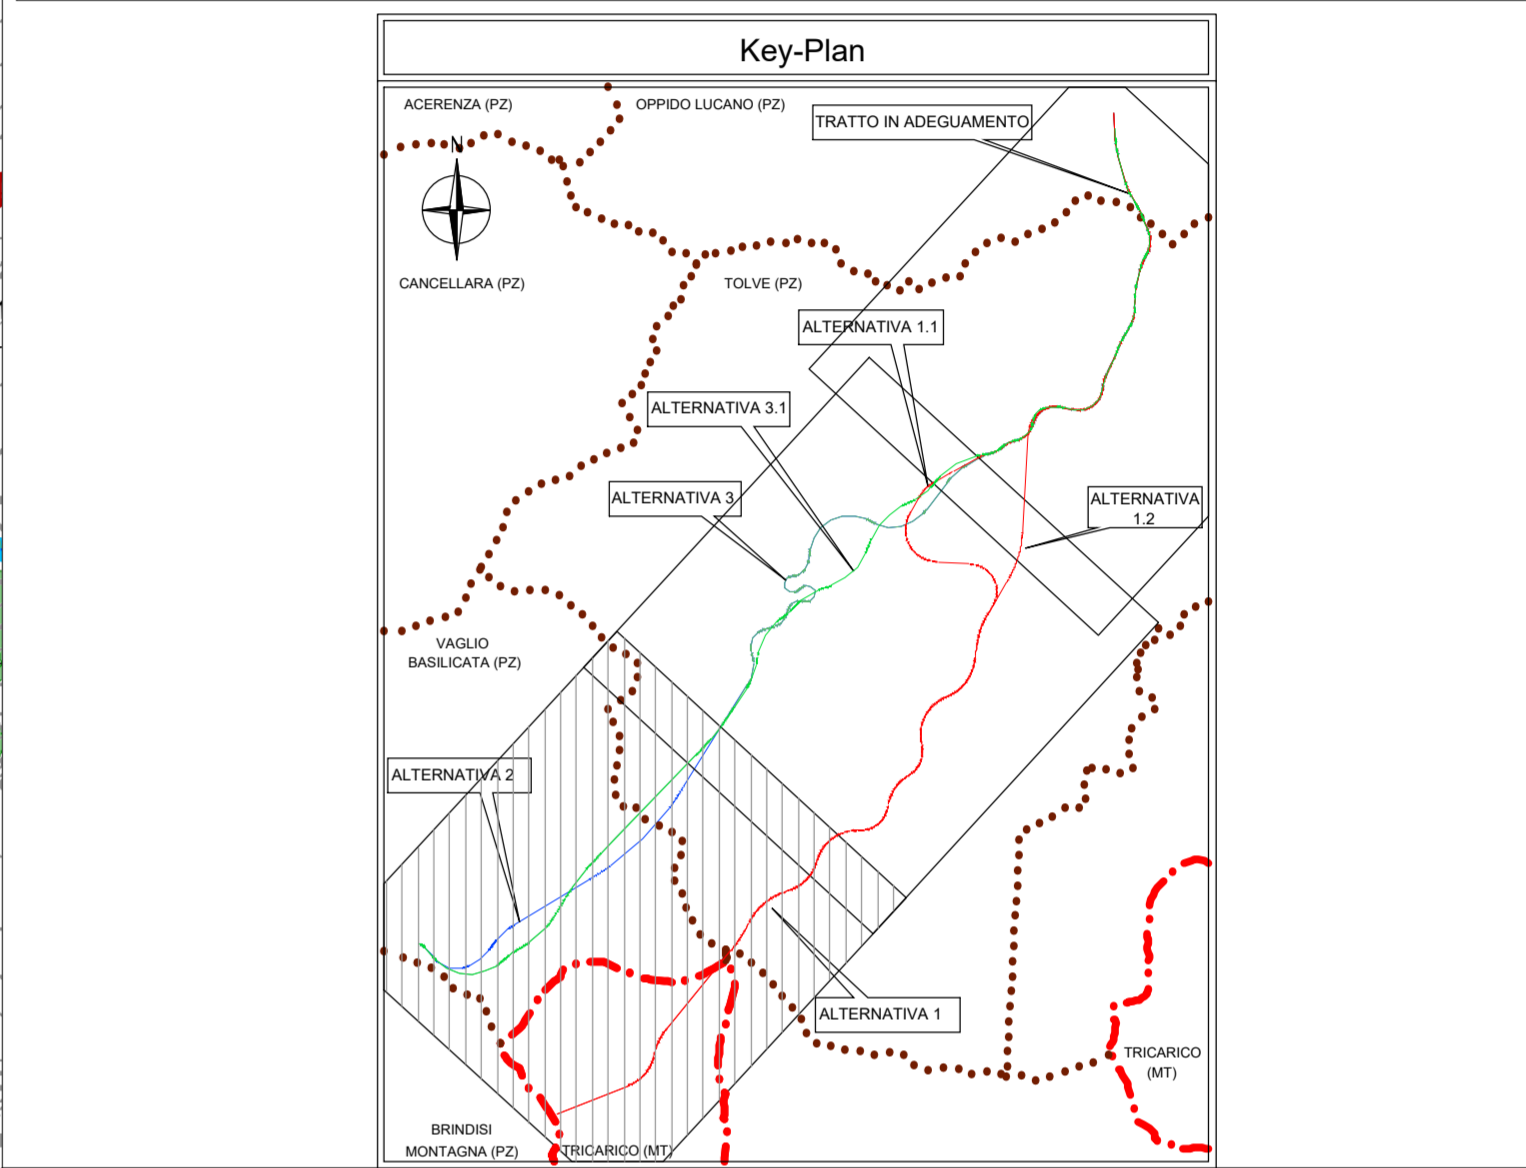 Key-Plan
ACERENZA (PZ)
OPPIDO LUCANO (PZ)
TRATTO IN ADEGUAMENTO
N
CANCELLARA (PZ)
TOLVE (PZ)
ALTERNATIVA 1.1
ALTERNATIVA 3.1
ALTERNATIVA 3
ALTERNATIVA
1.2
VAGLIO
BASILICATA (PZ)
ALTERNATIVA 2
ALTERNATIVA 1
TRICARICO
(MT)
BRINDISI
MONTAGNA (PZ)
TRICARICO (MT)